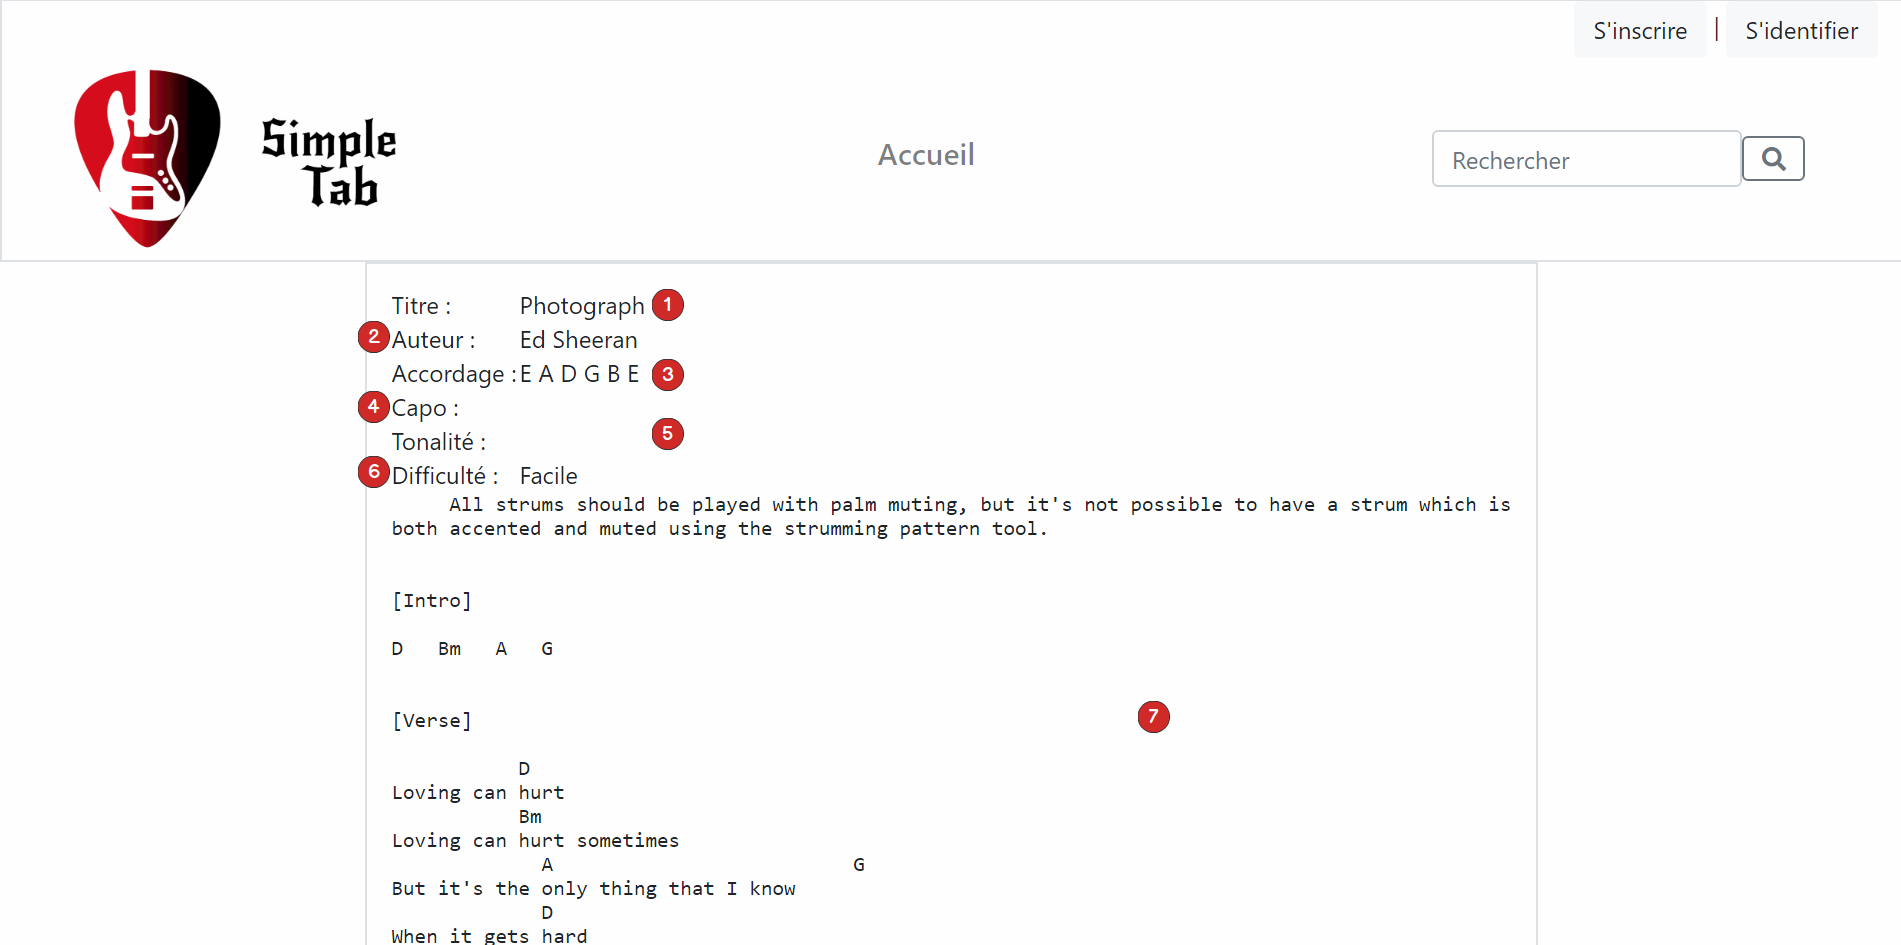 S'inscrire | S'identifier
Simple
Tab
Accueil
Rechercher
Titre : Photograph 1
2 Auteur : Ed Sheeran
Accordage : E A D G B E 3
4 Capo :
Tonalité : 5
6 Difficulté : Facile
All strums should be played with palm muting, but it's not possible to have a strum which is
both accented and muted using the strumming pattern tool.
[Intro]
D Bm A G
[Verse] 7
D
Loving can hurt
Bm
Loving can hurt sometimes
A G
But it's the only thing that I know
D
When it gets hard